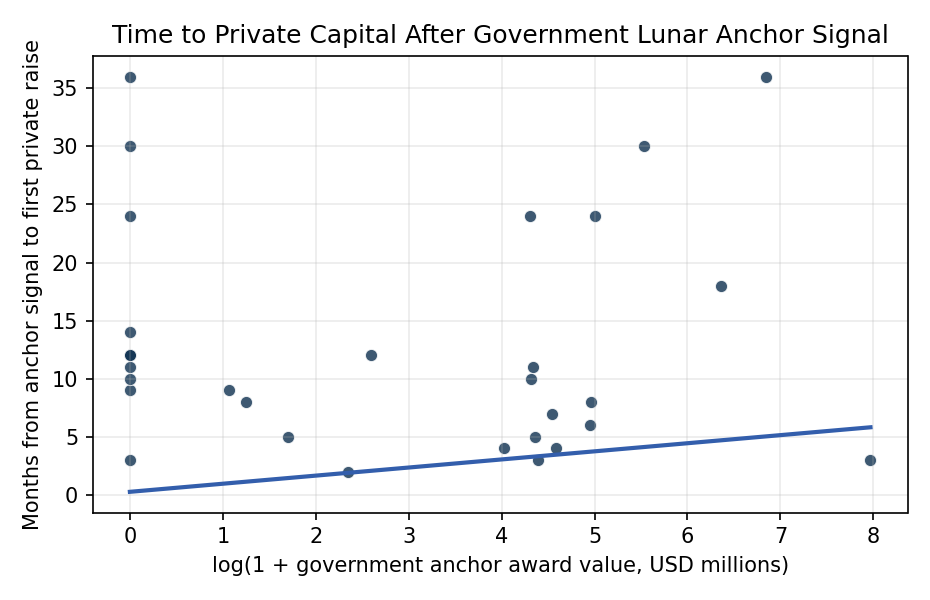 Time to Private Capital After Government Lunar Anchor Signal
Months from anchor signal to first private raise
35
30
25
20
15
10
5
0
0 1 2 3 4 5 6 7 8
log(1 + government anchor award value, USD millions)